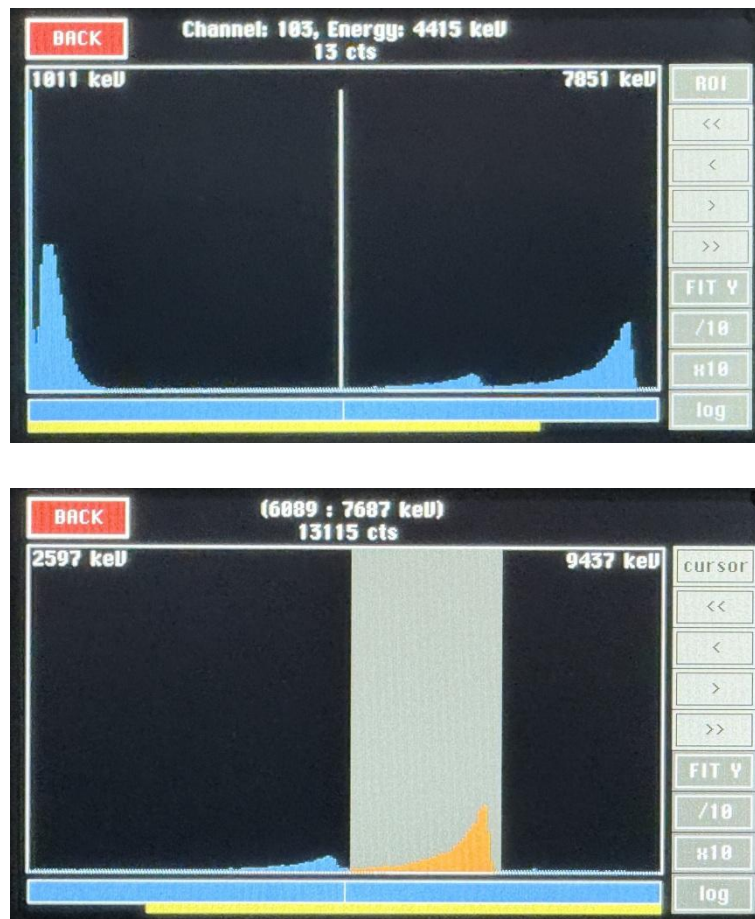 BACK
Channel: 103, Energy: 4415 keV
13 cts
1011 keV
7851 keV
ROI
<<
<
>
>>
FIT Y
/10
x10
log
BACK
(6089 : 7687 keV)
13115 cts
2597 keV
9437 keV
cursor
<<
<
>
>>
FIT Y
/10
x10
log